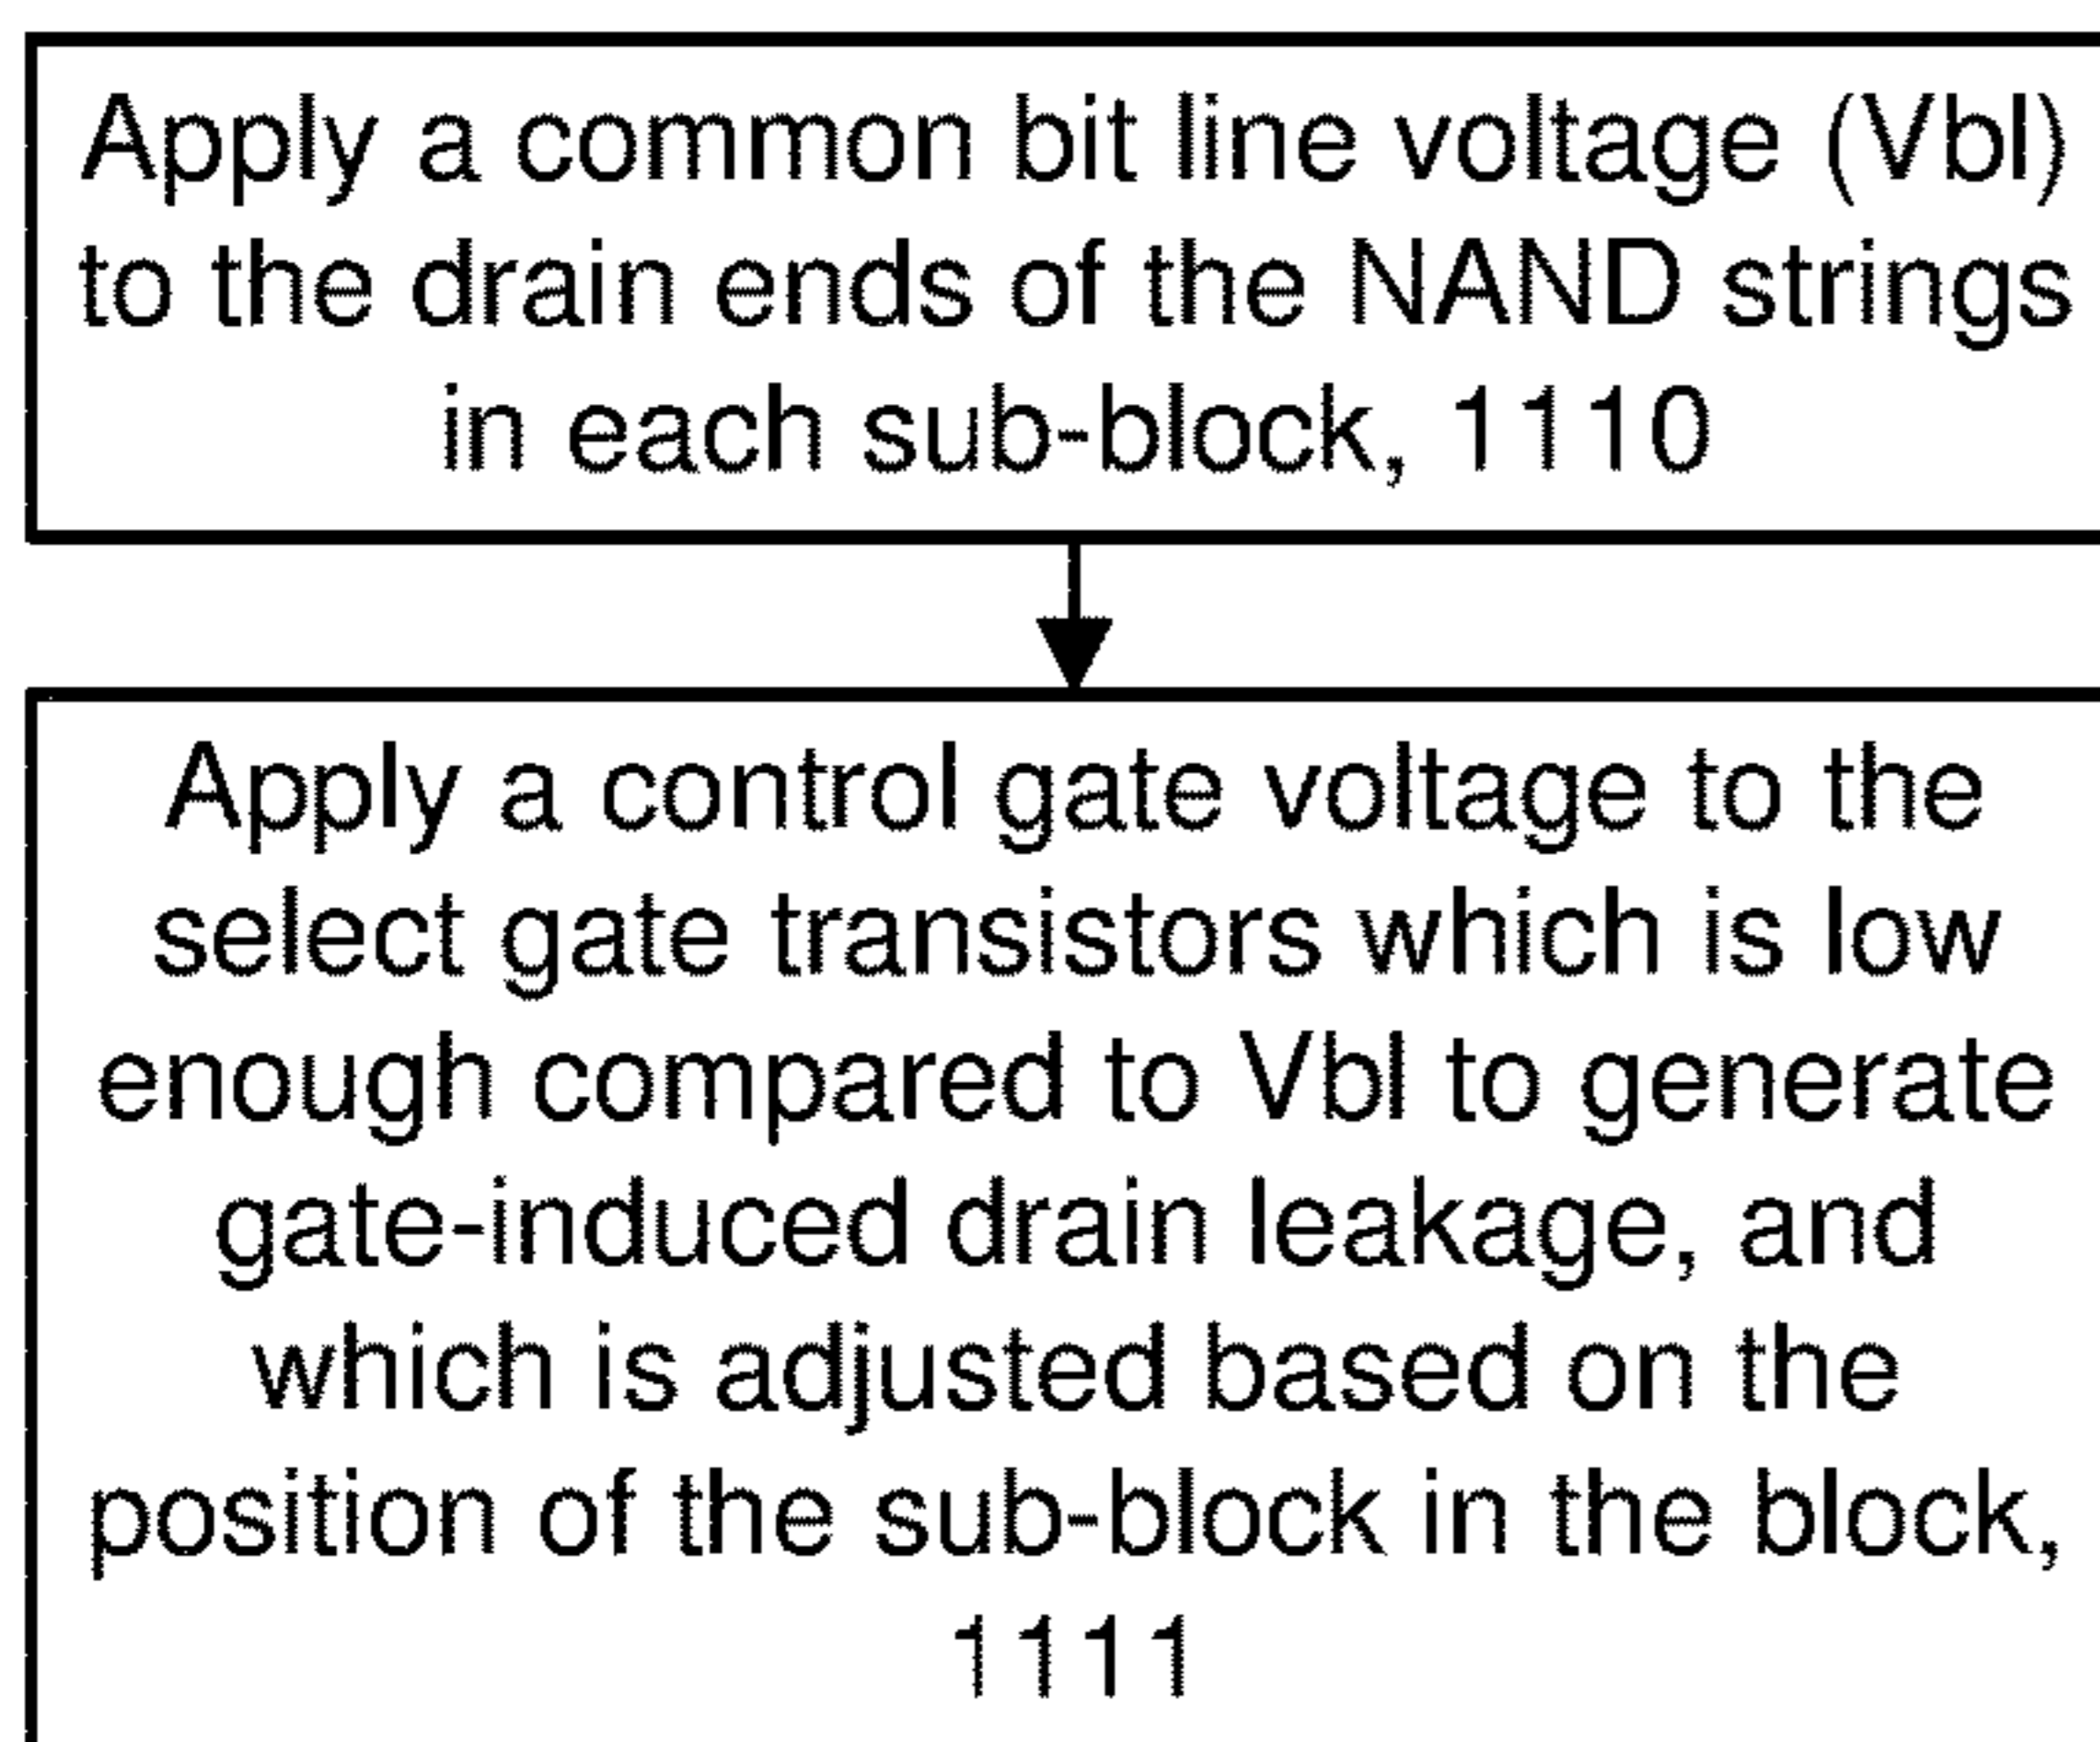 Apply a common bit line voltage (Vbl)
to the drain ends of the NAND strings
in each sub-block, 1110
Apply a control gate voltage to the
select gate transistors which is low
enough compared to Vbl to generate
gate-induced drain leakage, and
which is adjusted based on the
position of the sub-block in the block,
1111